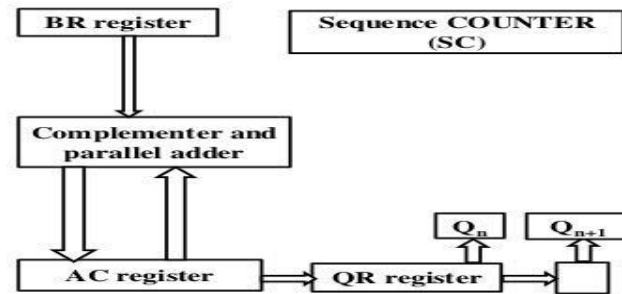 BR register
Sequence COUNTER
(SC)
Complementer and
parallel adder
Qn
Qn+1
AC register
QR register